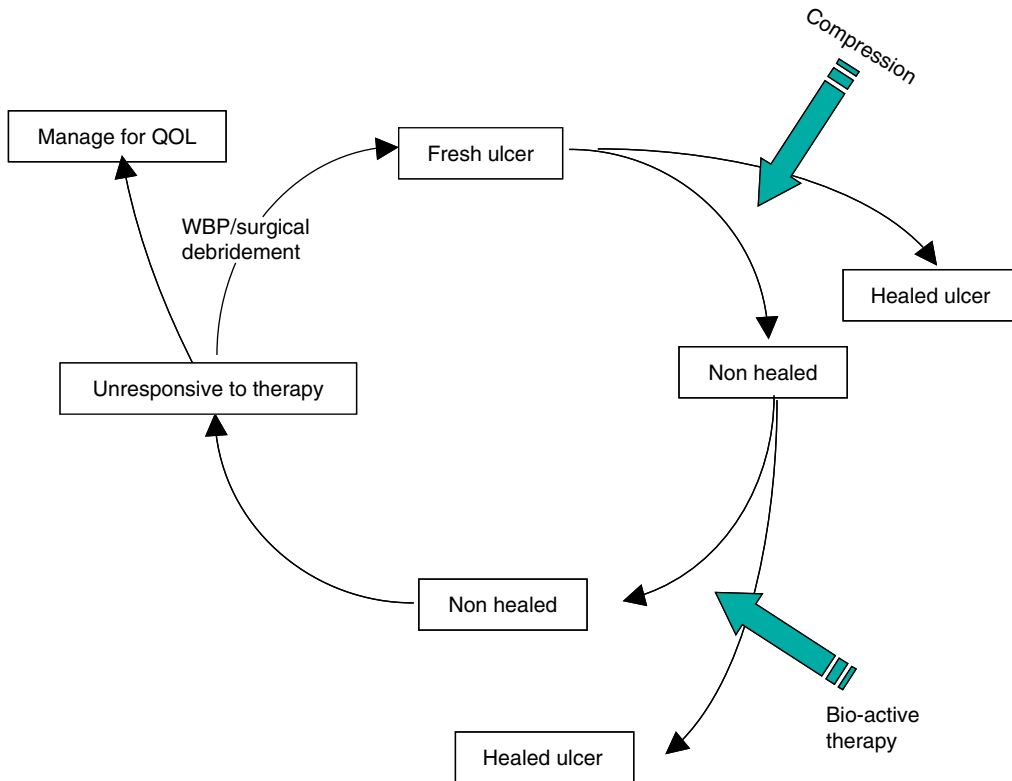 Compression
Manage for QOL
Fresh ulcer
WBP/surgical
debridement
Healed ulcer
Non healed
Unresponsive to therapy
Non healed
Bio-active
therapy
Healed ulcer